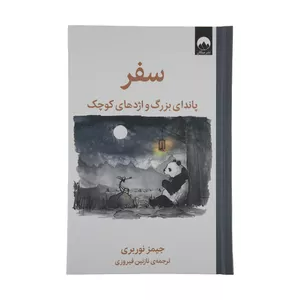 سفر
پاندای بزرگ و اژدهای کوچک
جیمز نوربری
ترجمه‌ی نازنین فیروزی